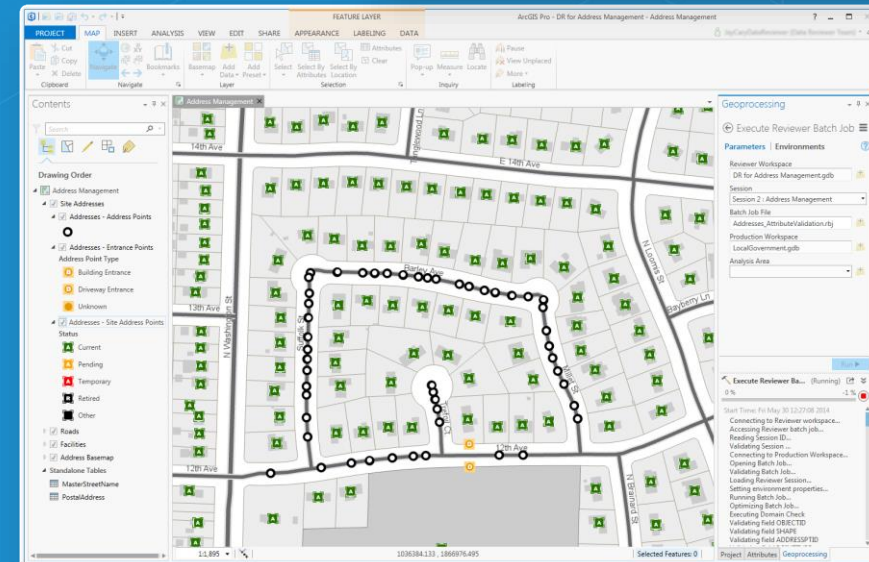 FEATURE LAYER
ArcGIS Pro - DR for Address Management - Address Management
PROJECT MAP INSERT ANALYSIS VIEW EDIT SHARE APPEARANCE LABELING DATA
Paste
Cut
Copy
Delete
Clipboard
Navigate
Bookmarks
Navigate
Basemap
Add Data
Add Preset
Layer
Select
Select By Attributes
Select By Location
Attributes
Clear
Selection
Pop-up
Measure
Locate
Inquiry
Pause
View Unplaced
More
Labeling
Contents
Search
Drawing Order
Address Management
Site Addresses
Addresses - Address Points
Addresses - Entrance Points
Address Point Type
Building Entrance
Driveway Entrance
Unknown
Addresses - Site Address Points
Status
Current
Pending
Temporary
Retired
Other
Roads
Facilities
Address Basemap
Standalone Tables
MasterStreetName
PostalAddress
Address Management
14th Ave
Tanglewood Ln
E 14th Ave
N Loomis St
Bayberry Ln
Barley Ave
13th Ave
N Washington St
Suffolk St
12th Ave
12th Ave
N Brainard St
1:1,895
1036384.133 , 1866976.495
Selected Features: 0
Geoprocessing
Execute Reviewer Batch Job
Parameters | Environments
Reviewer Workspace
DR for Address Management.gdb
Session
Session 2 : Address Management
Batch Job File
Addresses_AttributeValidation.rbj
Production Workspace
LocalGovernment.gdb
Analysis Area
Run
Execute Reviewer Ba... (Running)
0 %
-1 %
Start Time: Fri May 30 12:27:08 2014
Connecting to Reviewer workspace...
Accessing Reviewer batch job...
Reading Session ID...
Validating Session ...
Connecting to Production Workspace...
Opening Batch Job...
Validating Batch Job...
Loading Reviewer Session...
Setting environment properties...
Running Batch Job...
Optimizing Batch Job...
Executing Domain Check
Validating field OBJECTID
Validating field SHAPE
Validating field ADDRESSPTID
Project Attributes Geoprocessing